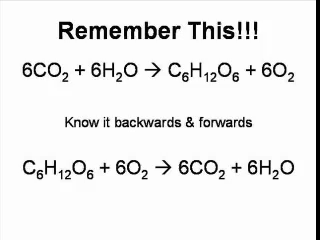 Remember This!!!
6CO₂ + 6H₂O → C₆H₁₂O₆ + 6O₂
Know it backwards & forwards
C₆H₁₂O₆ + 6O₂ → 6CO₂ + 6H₂O